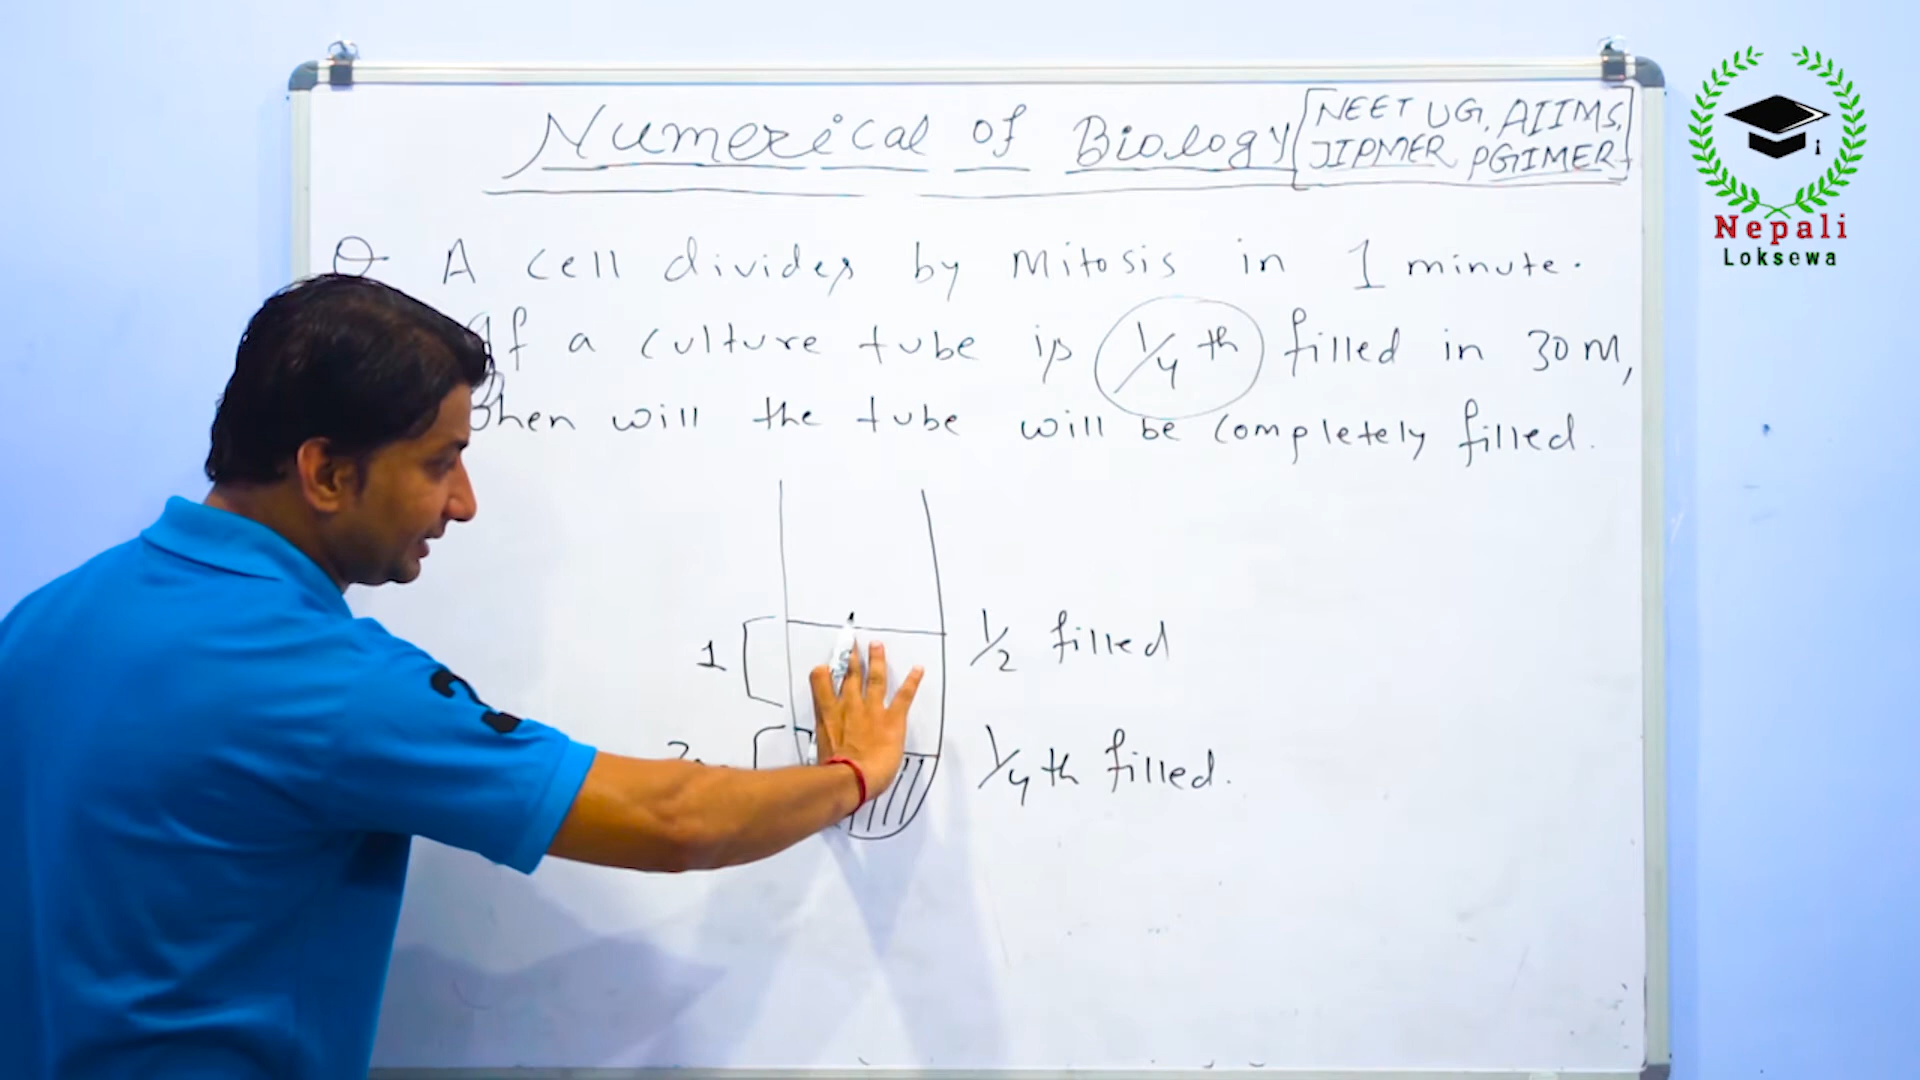 Numerical of Biology
NEET UG, AIIMS,
JIPMER PGIMER
Q A cell divides by Mitosis in 1 minute.
If a culture tube is 1/4 th filled in 30 M,
When will the tube will be completely filled.
1
1/2 filled
1/4 th filled.
Nepali
Loksewa